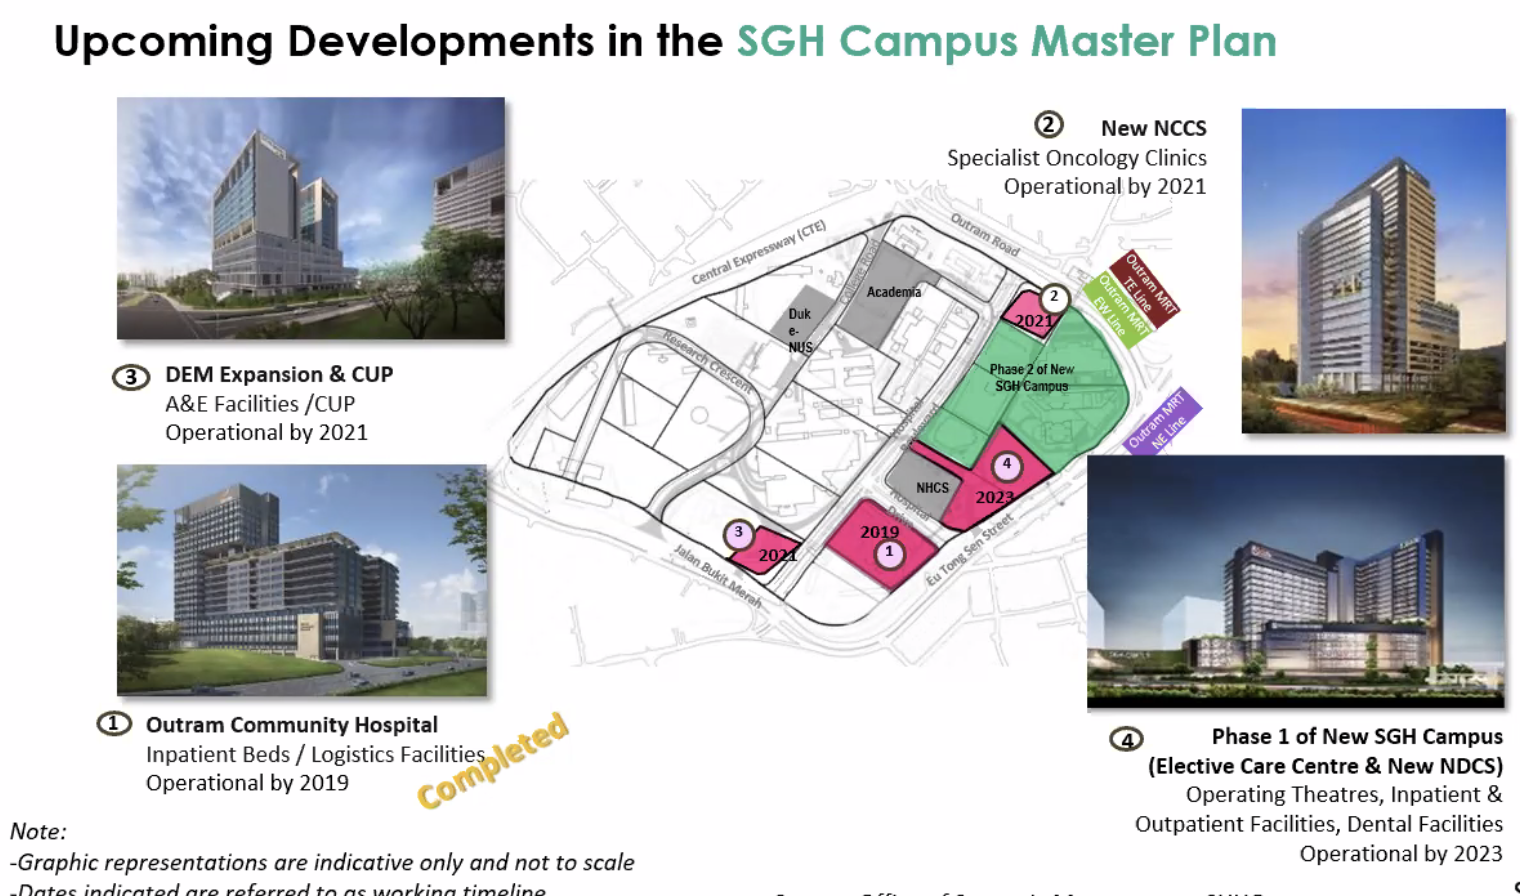 Upcoming Developments in the SGH Campus Master Plan
2 New NCCS
Specialist Oncology Clinics
Operational by 2021
3 DEM Expansion & CUP
A&E Facilities /CUP
Operational by 2021
1 Outram Community Hospital
Inpatient Beds / Logistics Facilities
Operational by 2019
Completed
4 Phase 1 of New SGH Campus
(Elective Care Centre & New NDCS)
Operating Theatres, Inpatient &
Outpatient Facilities, Dental Facilities
Operational by 2023
Central Expressway (CTE)
Outram Road
College Road
Academia
Duk
e-
NUS
Research Crescent
2
2021
Outram MRT
TE Line
Outram MRT
EW Line
Outram MRT
NE Line
Phase 2 of New
SGH Campus
Hospital
Boulevard
NHCS
Hospital
Drive
4
2023
2019
1
3
2021
Jalan Bukit Merah
Eu Tong Sen Street
Note:
-Graphic representations are indicative only and not to scale
-Dates indicated are referred to as working timeline